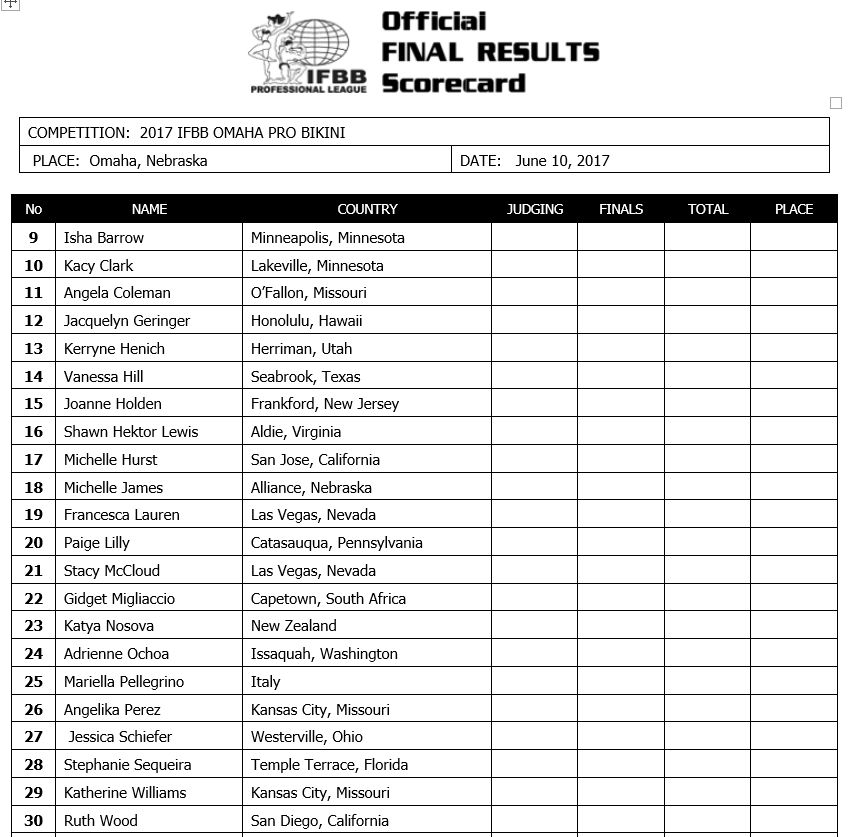 Official
FINAL RESULTS
Scorecard
IFBB
PROFESSIONAL LEAGUE
COMPETITION: 2017 IFBB OMAHA PRO BIKINI
PLACE: Omaha, Nebraska DATE: June 10, 2017
No NAME COUNTRY JUDGING FINALS TOTAL PLACE
9 Isha Barrow Minneapolis, Minnesota
10 Kacy Clark Lakeville, Minnesota
11 Angela Coleman O’Fallon, Missouri
12 Jacquelyn Geringer Honolulu, Hawaii
13 Kerryne Henich Herriman, Utah
14 Vanessa Hill Seabrook, Texas
15 Joanne Holden Frankford, New Jersey
16 Shawn Hektor Lewis Aldie, Virginia
17 Michelle Hurst San Jose, California
18 Michelle James Alliance, Nebraska
19 Francesca Lauren Las Vegas, Nevada
20 Paige Lilly Catasauqua, Pennsylvania
21 Stacy McCloud Las Vegas, Nevada
22 Gidget Migliaccio Capetown, South Africa
23 Katya Nosova New Zealand
24 Adrienne Ochoa Issaquah, Washington
25 Mariella Pellegrino Italy
26 Angelika Perez Kansas City, Missouri
27 Jessica Schiefer Westerville, Ohio
28 Stephanie Sequeira Temple Terrace, Florida
29 Katherine Williams Kansas City, Missouri
30 Ruth Wood San Diego, California